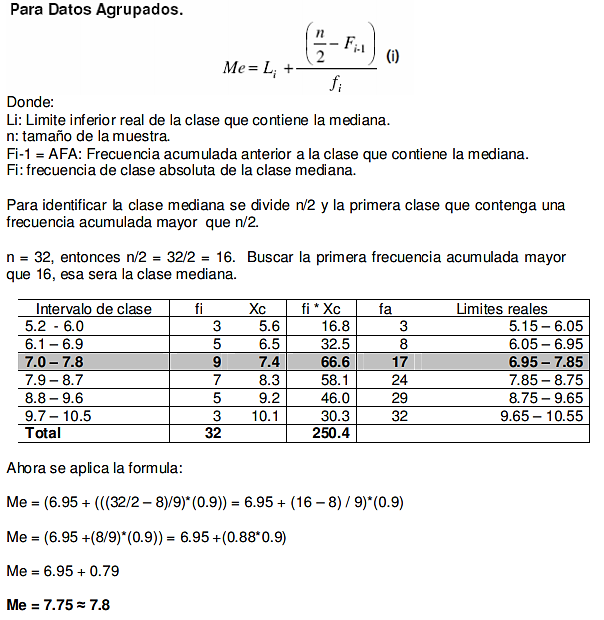 Para Datos Agrupados.
Me = Li + (n/2 – Fi-1) / fi (i)
Donde:
Li: Limite inferior real de la clase que contiene la mediana.
n: tamaño de la muestra.
Fi-1 = AFA: Frecuencia acumulada anterior a la clase que contiene la mediana.
Fi: frecuencia de clase absoluta de la clase mediana.
Para identificar la clase mediana se divide n/2 y la primera clase que contenga una
frecuencia acumulada mayor que n/2.
n = 32, entonces n/2 = 32/2 = 16. Buscar la primera frecuencia acumulada mayor
que 16, esa sera la clase mediana.
Intervalo de clase fi Xc fi * Xc fa Limites reales
5.2 - 6.0 3 5.6 16.8 3 5.15 – 6.05
6.1 – 6.9 5 6.5 32.5 8 6.05 – 6.95
7.0 – 7.8 9 7.4 66.6 17 6.95 – 7.85
7.9 – 8.7 7 8.3 58.1 24 7.85 – 8.75
8.8 – 9.6 5 9.2 46.0 29 8.75 – 9.65
9.7 – 10.5 3 10.1 30.3 32 9.65 – 10.55
Total 32 250.4
Ahora se aplica la formula:
Me = (6.95 + (((32/2 – 8)/9)*(0.9)) = 6.95 + (16 – 8) / 9)*(0.9)
Me = (6.95 +(8/9)*(0.9)) = 6.95 +(0.88*0.9)
Me = 6.95 + 0.79
Me = 7.75 ≈ 7.8